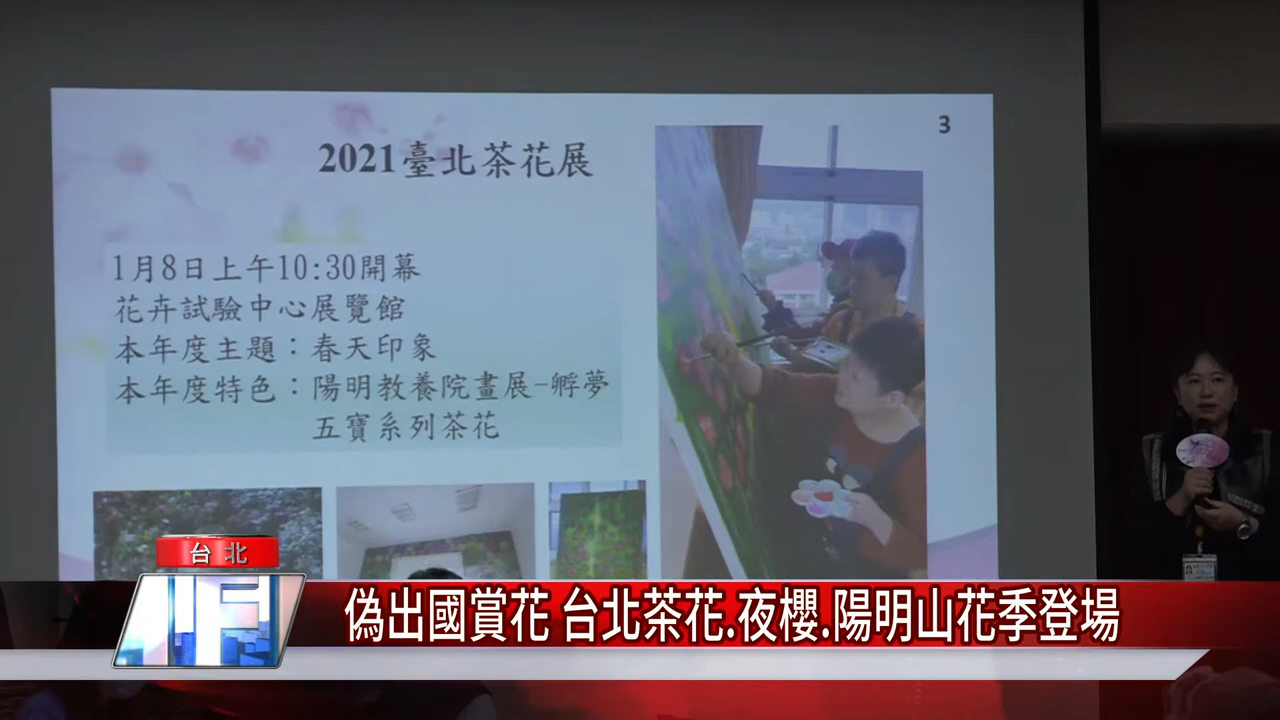 3
2021臺北茶花展
1月8日上午10:30開幕
花卉試驗中心展覽館
本年度主題：春天印象
本年度特色：陽明教養院畫展-孵夢
五寶系列茶花
台北
偽出國賞花 台北茶花.夜櫻.陽明山花季登場